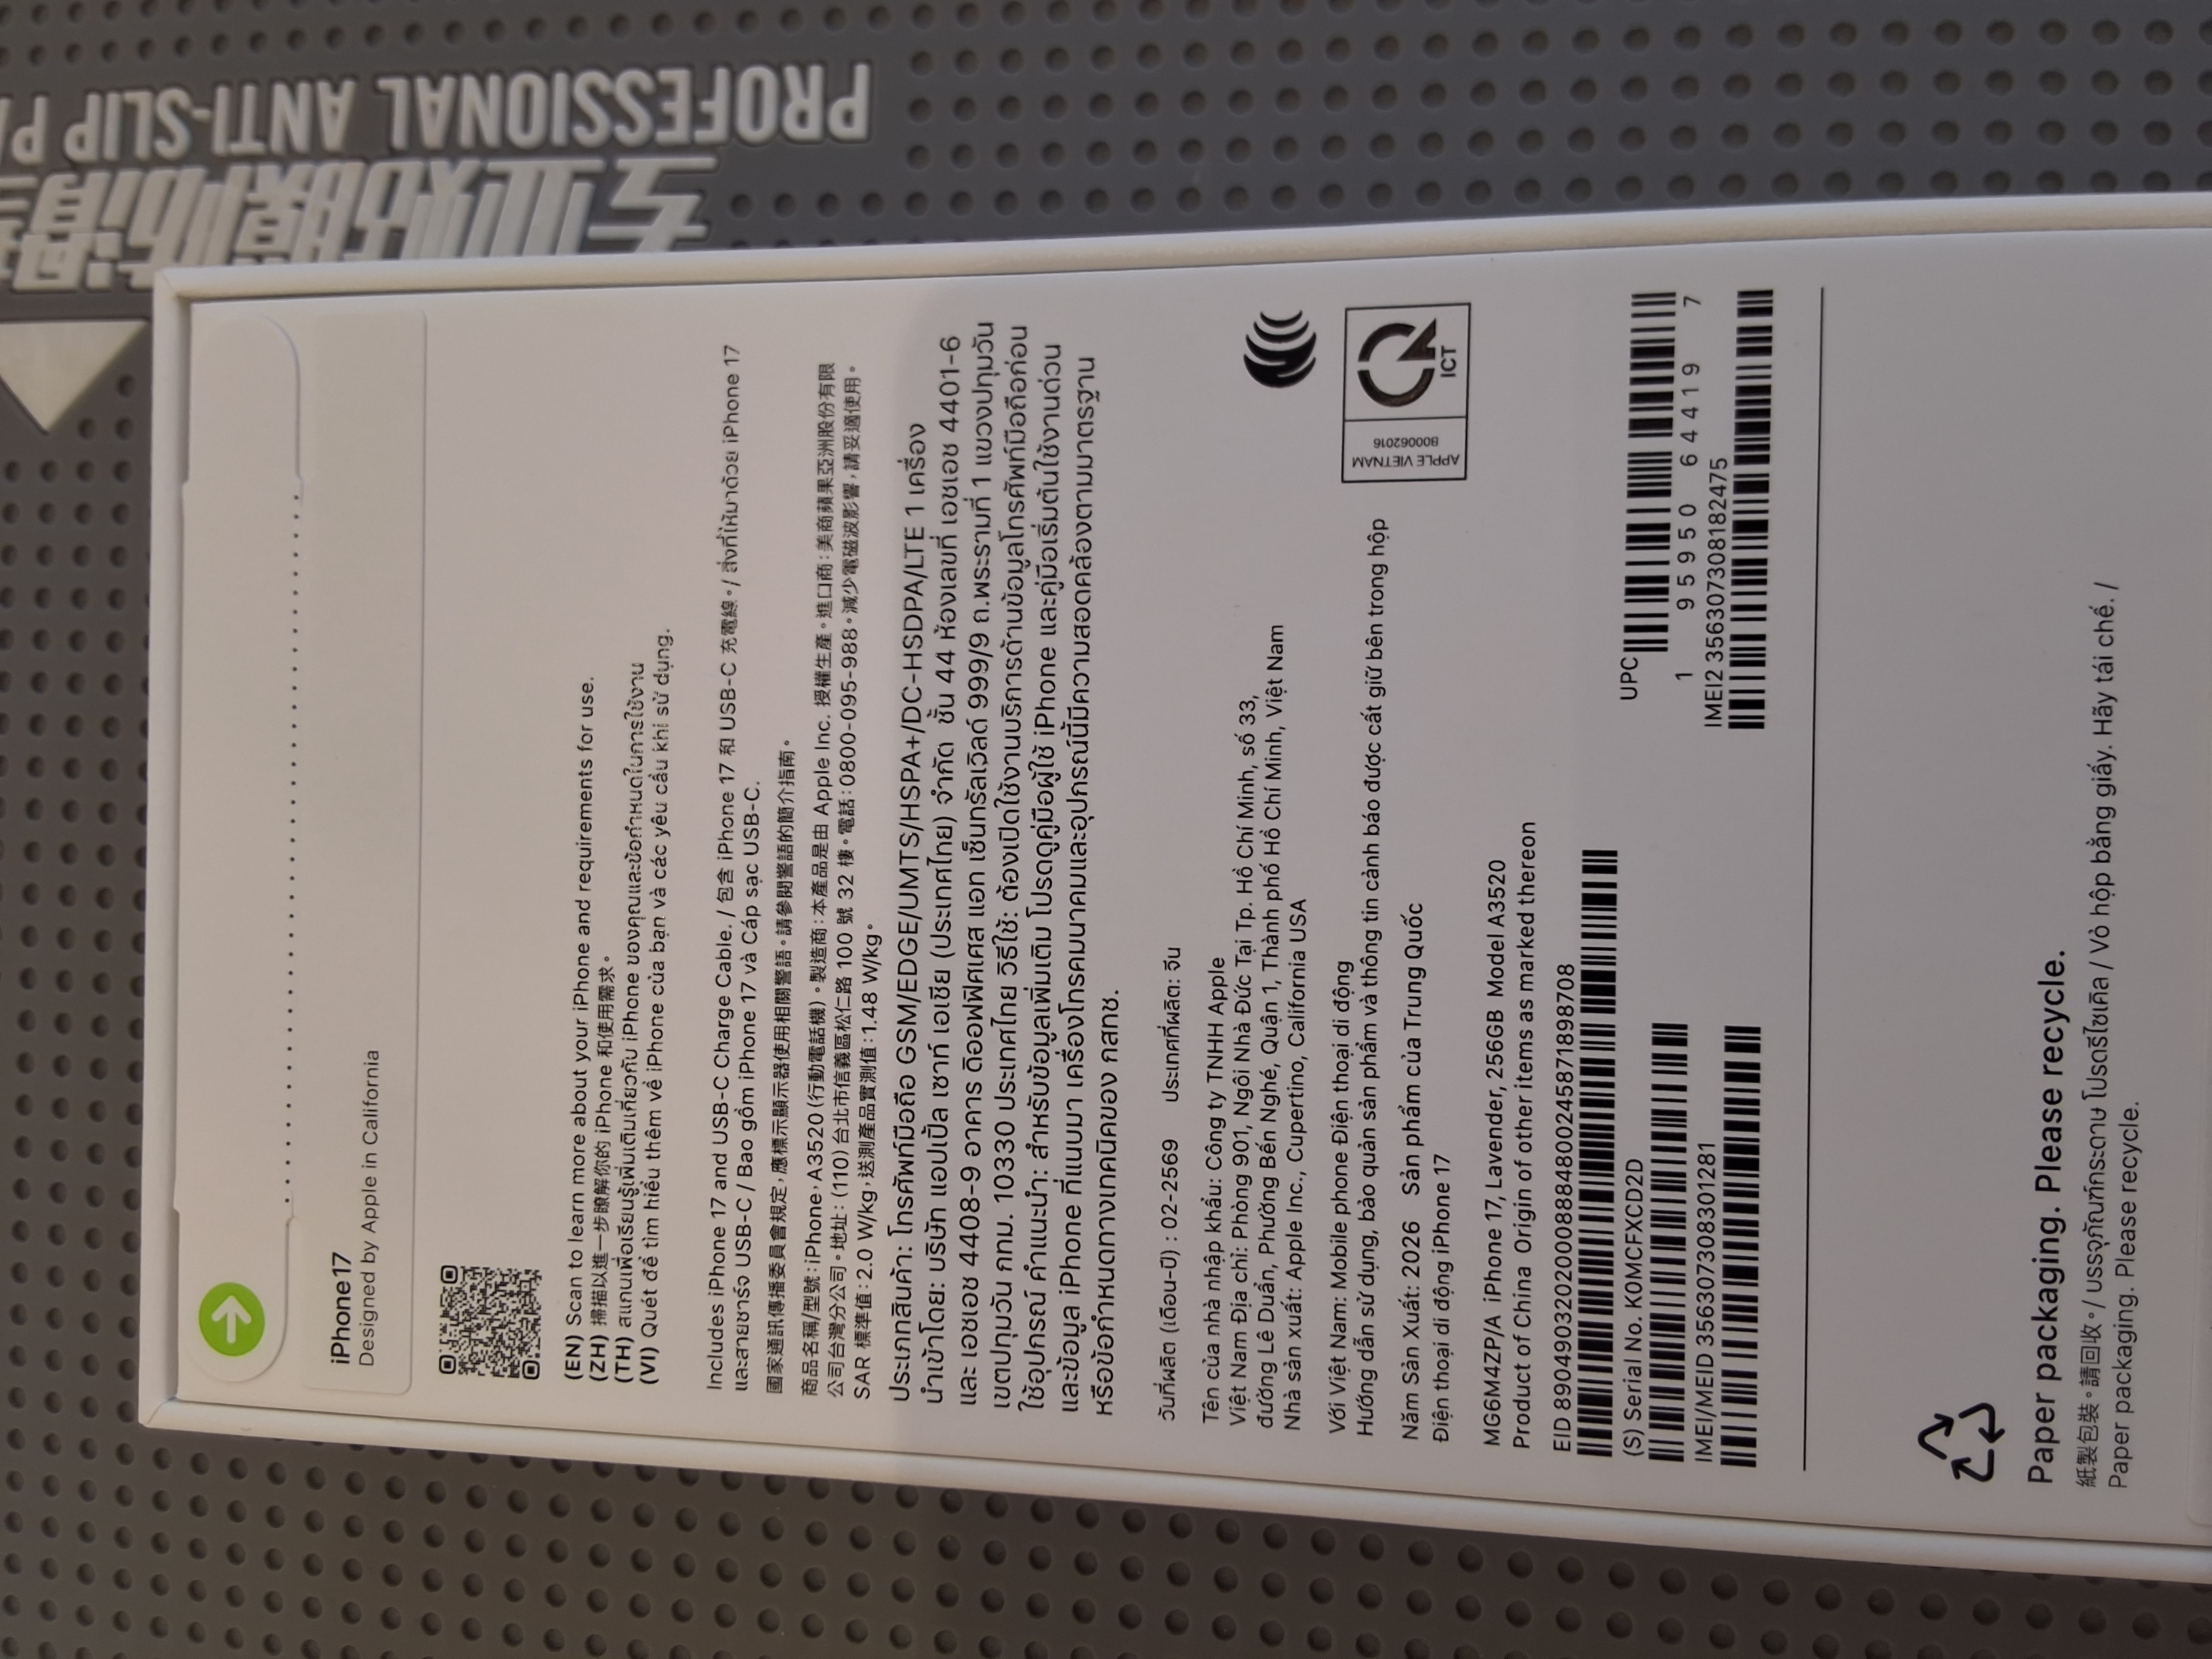 PROFESSIONAL ANTI-SLIP P
专业贴膜防滑
iPhone17
Designed by Apple in California
(EN) Scan to learn more about your iPhone and requirements for use.
(ZH) 掃描以進一步瞭解你的 iPhone 和使用需求。
(TH) สแกนเพื่อเรียนรู้เพิ่มเติมเกี่ยวกับ iPhone ของคุณและข้อกำหนดในการใช้งาน
(VI) Quét để tìm hiểu thêm về iPhone của bạn và các yêu cầu khi sử dụng.
Includes iPhone 17 and USB-C Charge Cable. / 包含 iPhone 17 和 USB-C 充電線。/ สิ่งที่ให้มาด้วย iPhone 17
และสายชาร์จ USB-C / Bao gồm iPhone 17 và Cáp sạc USB-C.
國家通訊傳播委員會規定，應標示顯示器使用相關警語。請參閱警語的簡介指南。
商品名稱/型號：iPhone，A3520 (行動電話機)。製造商：本產品是由 Apple Inc. 授權生產。進口商：美商蘋果亞洲股份有限
公司台灣分公司。地址：(110) 台北市信義區松仁路 100 號 32 樓。電話：0800-095-988。減少電磁波影響，請妥適使用。
SAR 標準值：2.0 W/kg，送測產品實測值：1.48 W/kg。
ประเภทสินค้า: โทรศัพท์มือถือ GSM/EDGE/UMTS/HSPA+/DC-HSDPA/LTE 1 เครื่อง
นำเข้าโดย: บริษัท แอปเปิ้ล เซาท์ เอเชีย (ประเทศไทย) จำกัด ชั้น 44 ห้องเลขที่ เอชเอช 4401-6
และ เอชเอช 4408-9 อาคาร ดิออฟฟิศเศส แอท เซ็นทรัลเวิลด์ 999/9 ถ.พระรามที่ 1 แขวงปทุมวัน
เขตปทุมวัน กทม. 10330 ประเทศไทย วิธีใช้: ต้องเปิดใช้งานบริการด้านข้อมูลโทรศัพท์มือถือก่อน
ใช้อุปกรณ์ คำแนะนำ: สำหรับข้อมูลเพิ่มเติม โปรดดูคู่มือผู้ใช้ iPhone และคู่มือเริ่มต้นใช้งานด่วน
และข้อมูล iPhone ที่แนบมา เครื่องโทรคมนาคมและอุปกรณ์นี้มีความสอดคล้องตามมาตรฐาน
หรือข้อกำหนดทางเทคนิคของ กสทช.
วันที่ผลิต (เดือน-ปี) : 02-2569 ประเทศที่ผลิต: จีน
Tên của nhà nhập khẩu: Công ty TNHH Apple
Việt Nam Địa chỉ: Phòng 901, Ngôi Nhà Đức Tại Tp. Hồ Chí Minh, số 33,
đường Lê Duẩn, Phường Bến Nghé, Quận 1, Thành phố Hồ Chí Minh, Việt Nam
Nhà sản xuất: Apple Inc., Cupertino, California USA
Với Việt Nam: Mobile phone Điện thoại di động
Hướng dẫn sử dụng, bảo quản sản phẩm và thông tin cảnh báo được cất giữ bên trong hộp
Năm Sản Xuất: 2026 Sản phẩm của Trung Quốc
Điện thoại di động iPhone 17
APPLE VIETNAM
B00062016
ICT
MG6M4ZP/A iPhone 17, Lavender, 256GB Model A3520
Product of China Origin of other items as marked thereon
EID 89049032020008884800245871898708
(S) Serial No. K0MCFXCD2D
UPC
1 95950 64419 7
IMEI/MEID 356307308301281
IMEI2 356307308182475
Paper packaging. Please recycle.
紙製包裝。請回收。/ บรรจุภัณฑ์กระดาษ โปรดรีไซเคิล / Vỏ hộp bằng giấy. Hãy tái chế. /
Paper packaging. Please recycle.